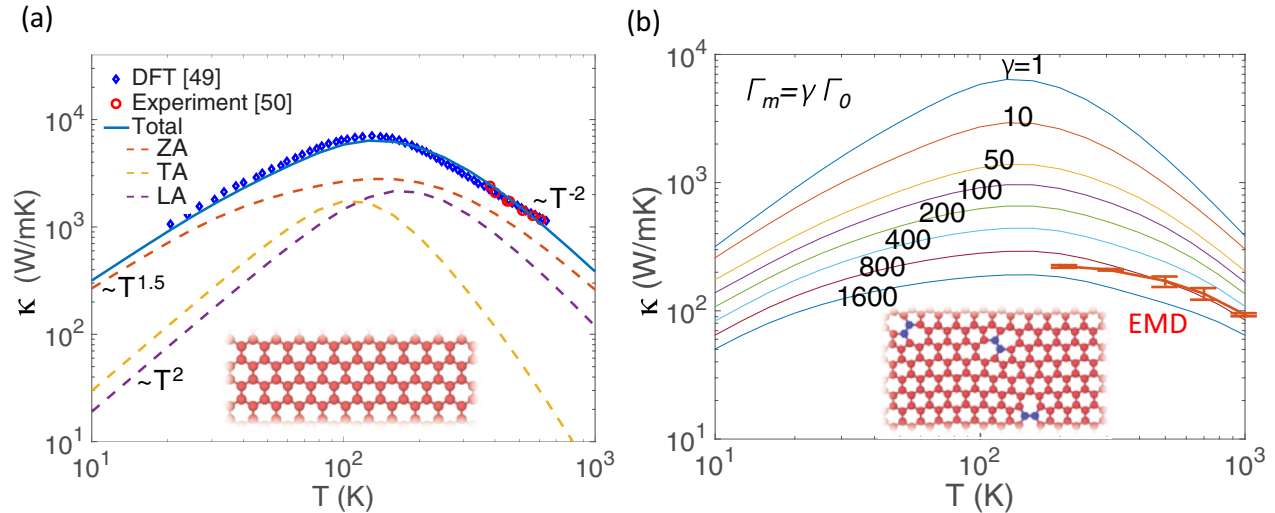 (a)
10^4
10^3
10^2
10^1
κ (W/mK)
DFT [49]
Experiment [50]
Total
ZA
TA
LA
~T^-2
~T^1.5
~T^2
10^1
10^2
10^3
T (K)
(b)
10^4
10^3
10^2
10^1
κ (W/mK)
Γm=γ Γ0
γ=1
10
50
100
200
400
800
1600
EMD
10^1
10^2
10^3
T (K)